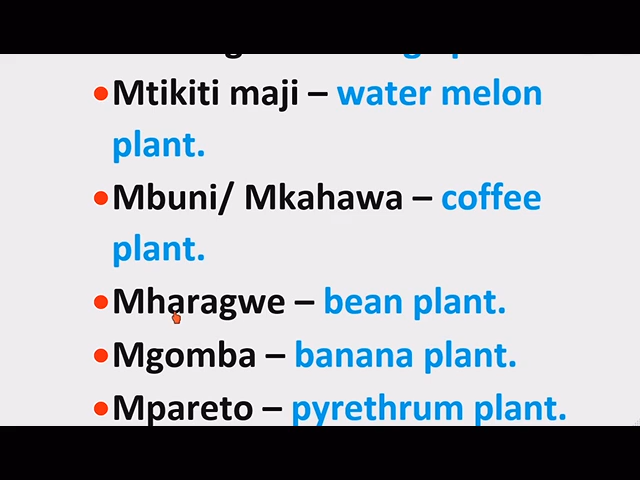 •Mtikiti maji – water melon
plant.
•Mbuni/ Mkahawa – coffee
plant.
•Mharagwe – bean plant.
•Mgomba – banana plant.
•Mpareto – pyrethrum plant.